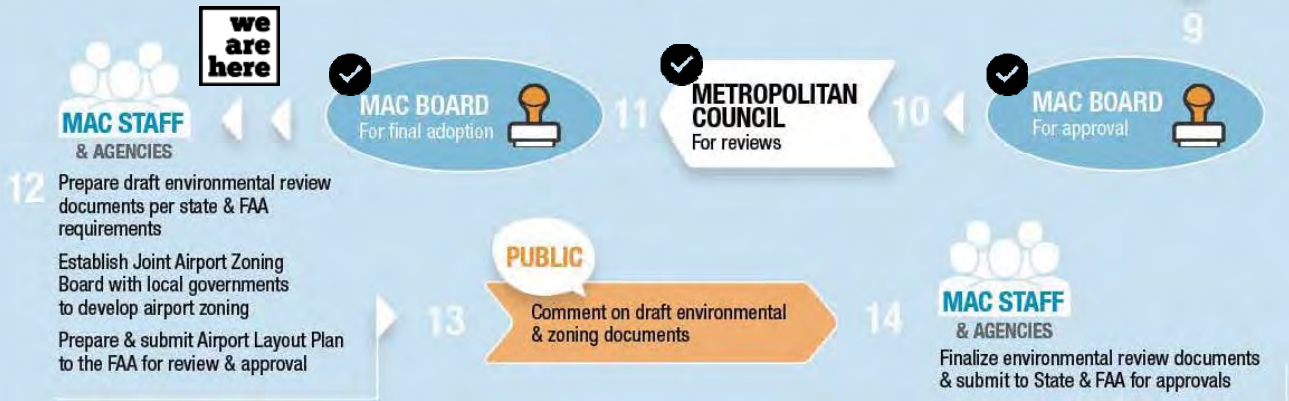 9
we
are
here
MAC BOARD
For final adoption
11
METROPOLITAN
COUNCIL
For reviews
10
MAC BOARD
For approval
MAC STAFF
& AGENCIES
12
Prepare draft environmental review
documents per state & FAA
requirements
Establish Joint Airport Zoning
Board with local governments
to develop airport zoning
Prepare & submit Airport Layout Plan
to the FAA for review & approval
13
PUBLIC
Comment on draft environmental
& zoning documents
14
MAC STAFF
& AGENCIES
Finalize environmental review documents
& submit to State & FAA for approvals